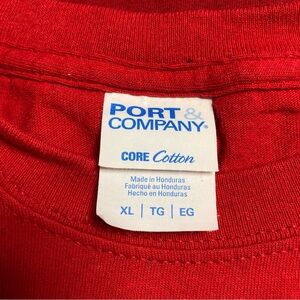 PORT &
COMPANY®
CORE Cotton
Made in Honduras
Fabriqué au Honduras
Hecho en Honduras
XL | TG | EG